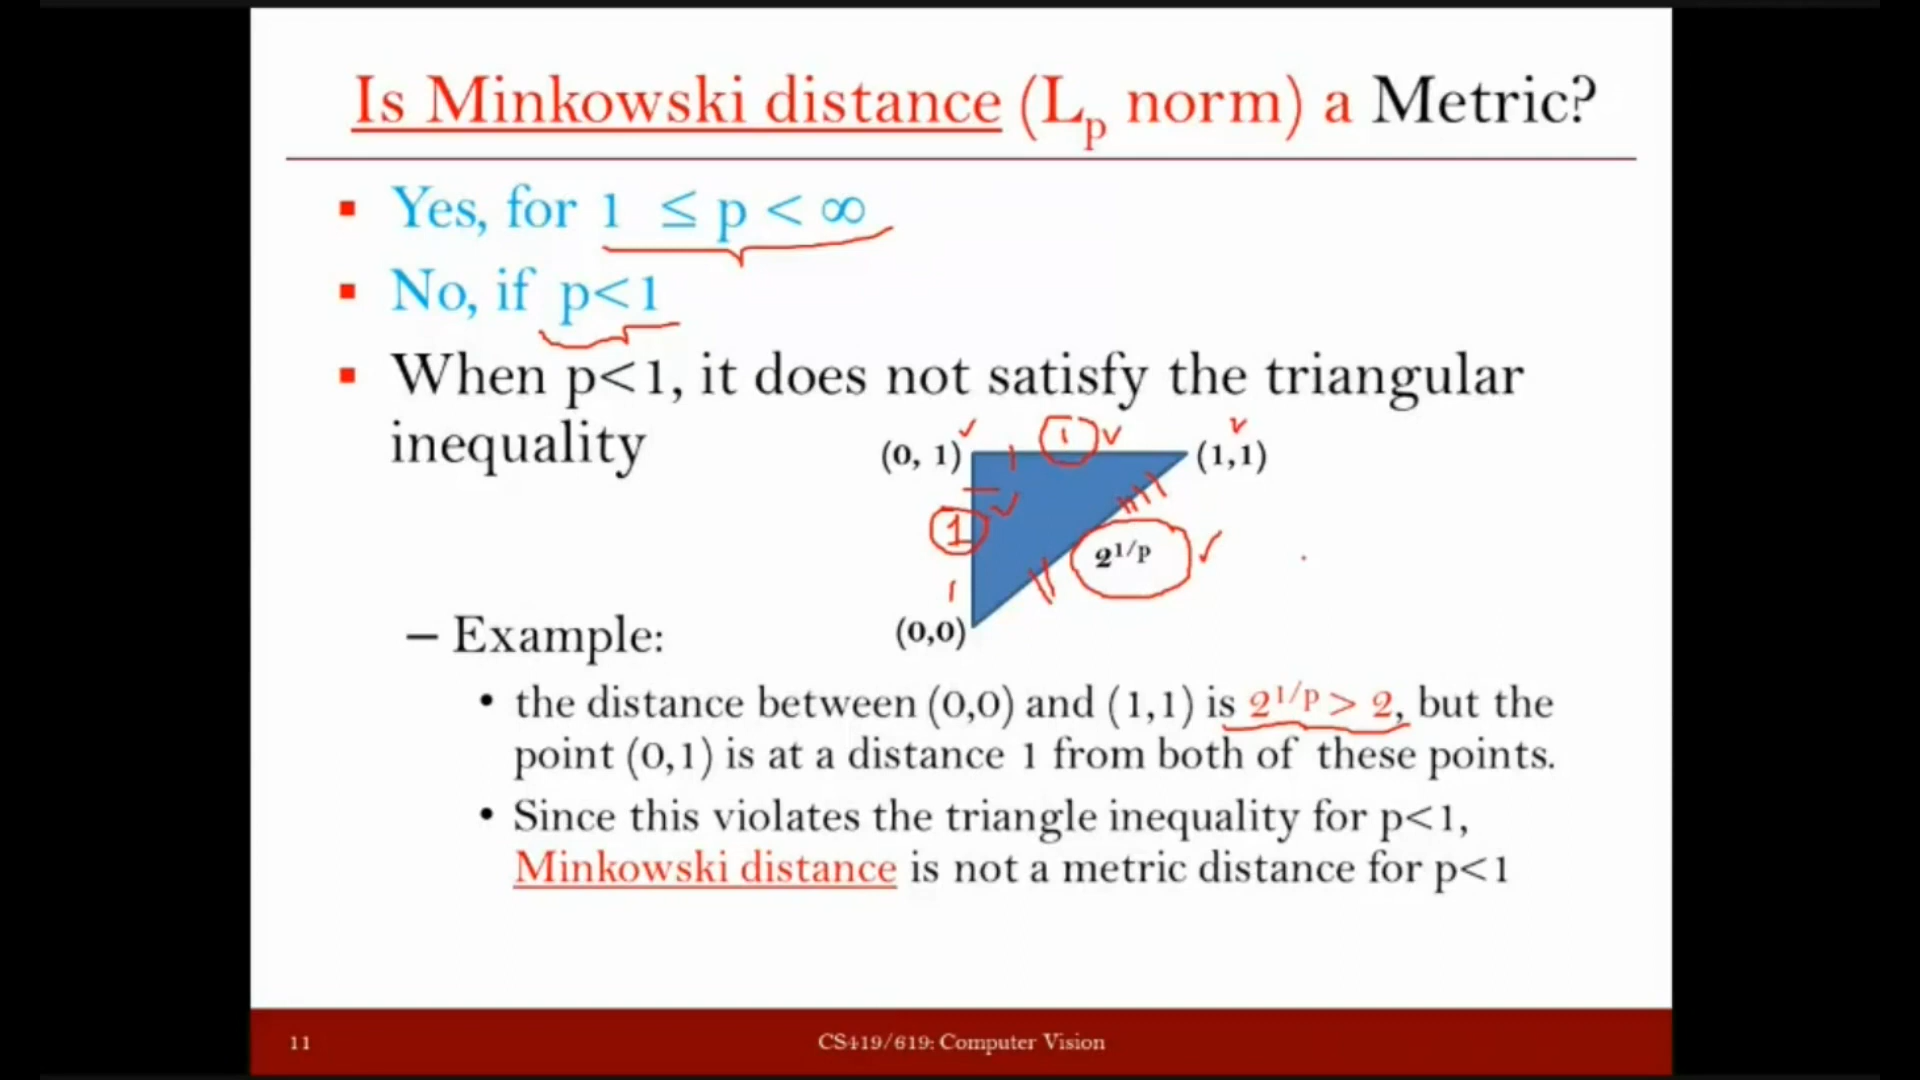 Is Minkowski distance (Lp norm) a Metric?
▪ Yes, for 1 ≤ p < ∞
▪ No, if p<1
▪ When p<1, it does not satisfy the triangular
inequality
1
(0, 1) (1,1)
1
2^1/p
(0,0)
– Example:
• the distance between (0,0) and (1,1) is 2^1/p > 2, but the
point (0,1) is at a distance 1 from both of these points.
• Since this violates the triangle inequality for p<1,
Minkowski distance is not a metric distance for p<1
11 CS419/619: Computer Vision